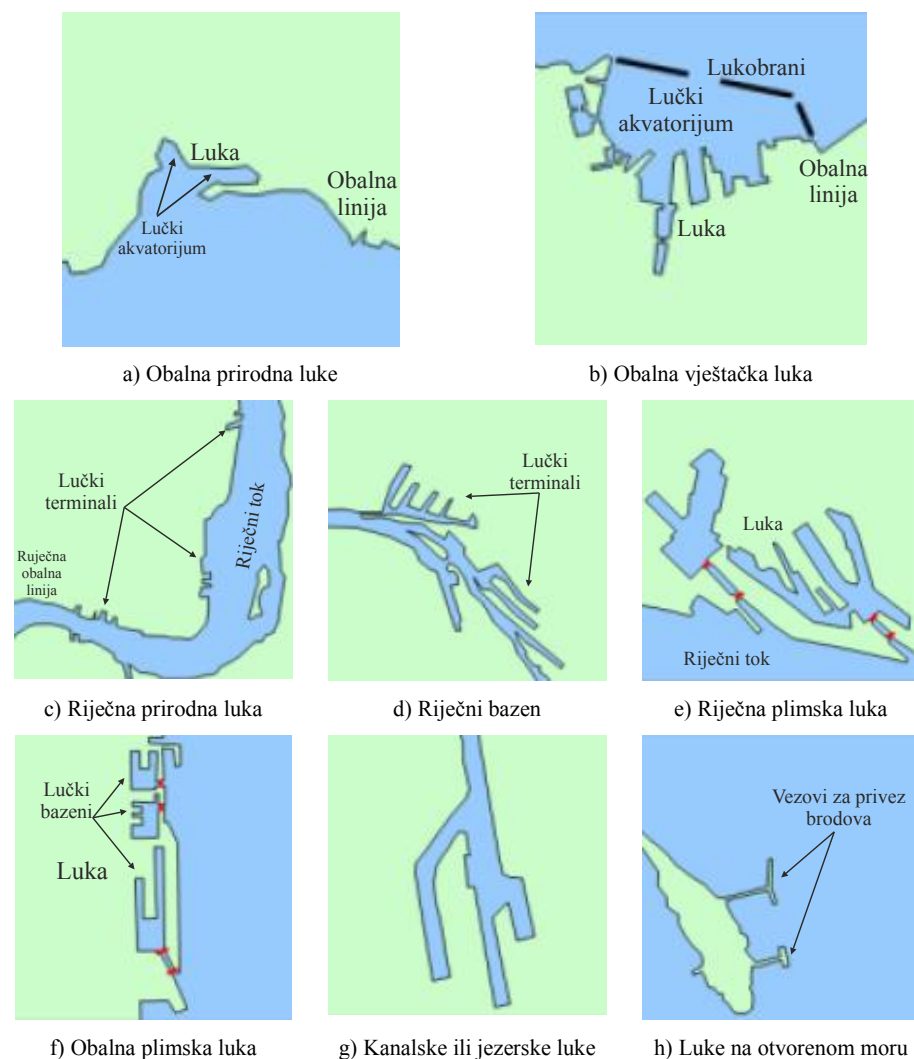 Luka
Obalna
linija
Lučki
akvatorijum
a) Obalna prirodna luke
Lukobrani
Lučki
akvatorijum
Obalna
linija
Luka
b) Obalna vještačka luka
Lučki
terminali
Riječni tok
Ruječna
obalna
linija
c) Riječna prirodna luka
Lučki
terminali
d) Riječni bazen
Luka
Riječni tok
e) Riječna plimska luka
Lučki
bazeni
Luka
f) Obalna plimska luka
g) Kanalske ili jezerske luke
Vezovi za privez
brodova
h) Luke na otvorenom moru